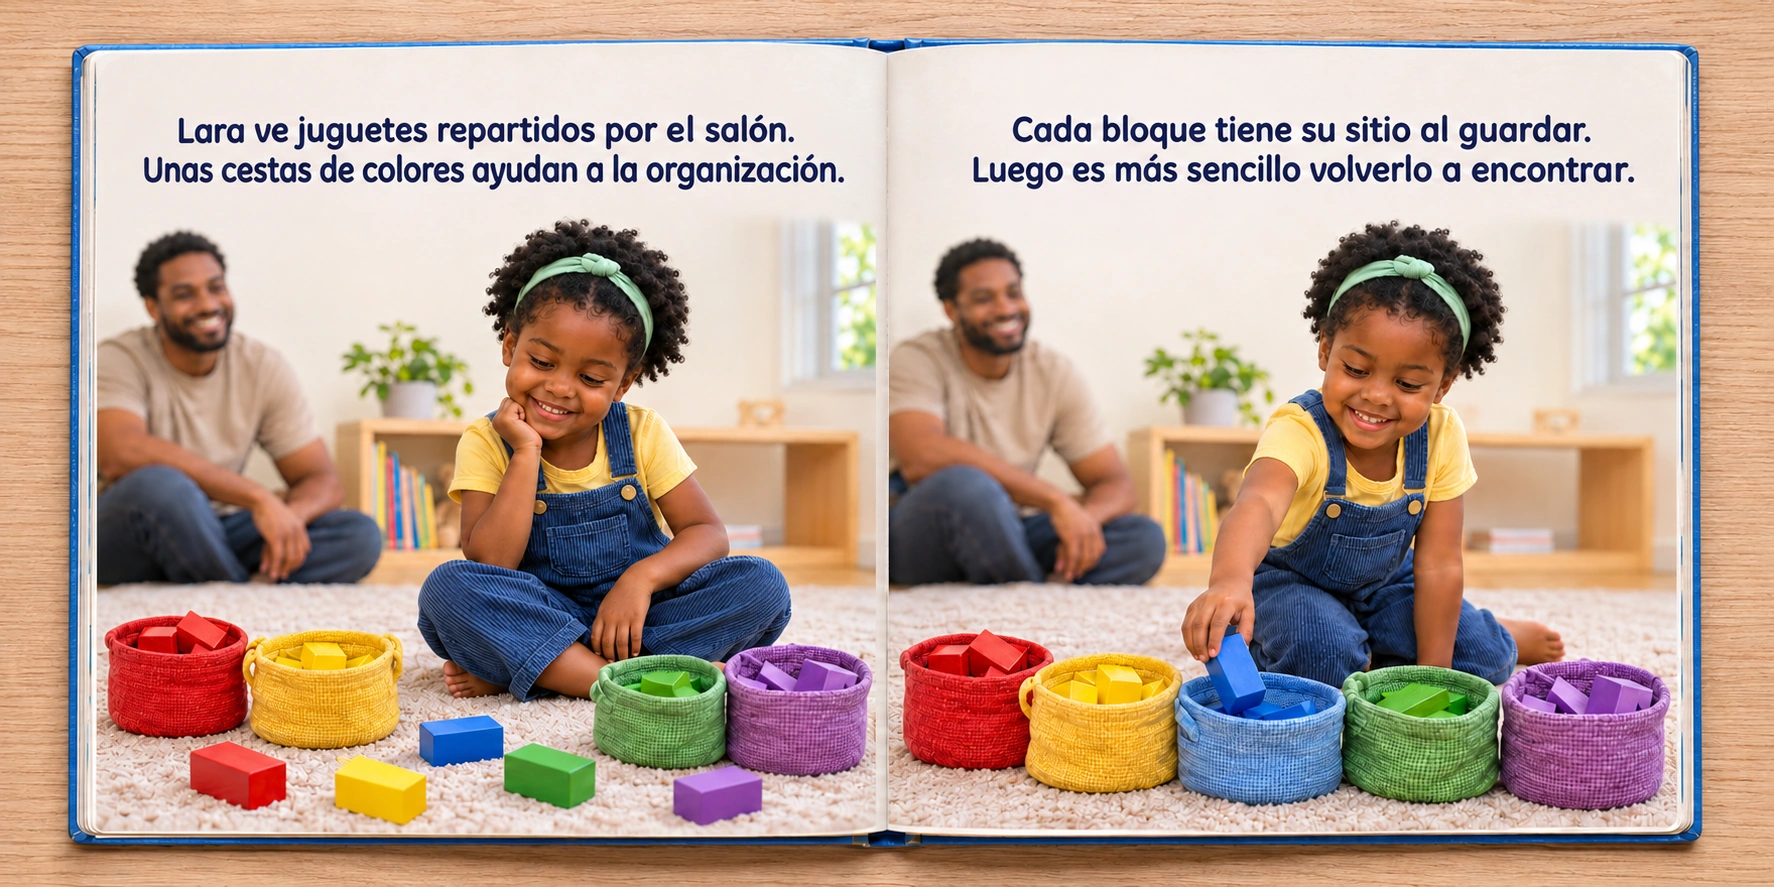 Lara ve juguetes repartidos por el salón.
Unas cestas de colores ayudan a la organización.
Cada bloque tiene su sitio al guardar.
Luego es más sencillo volverlo a encontrar.